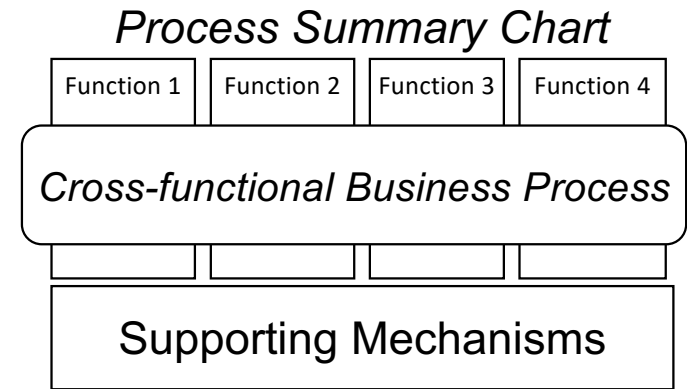 Process Summary Chart
Function 1 Function 2 Function 3 Function 4
Cross-functional Business Process
Supporting Mechanisms